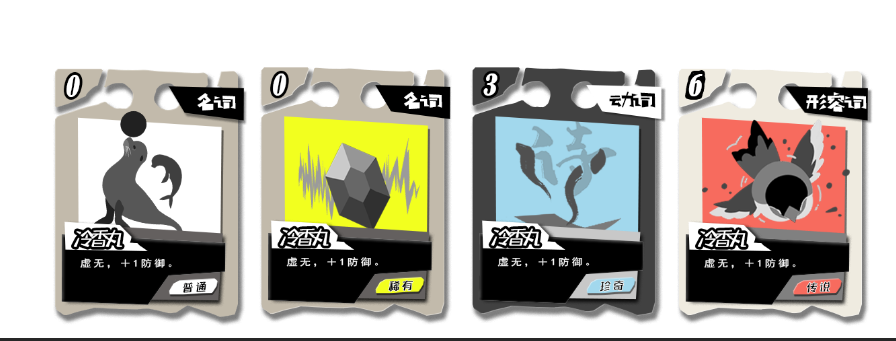 0
名词
冷香丸
虚无，+1防御。
普通
0
名词
冷香丸
虚无，+1防御。
稀有
3
动词
冷香丸
虚无，+1防御。
珍奇
6
形容词
冷香丸
虚无，+1防御。
传说